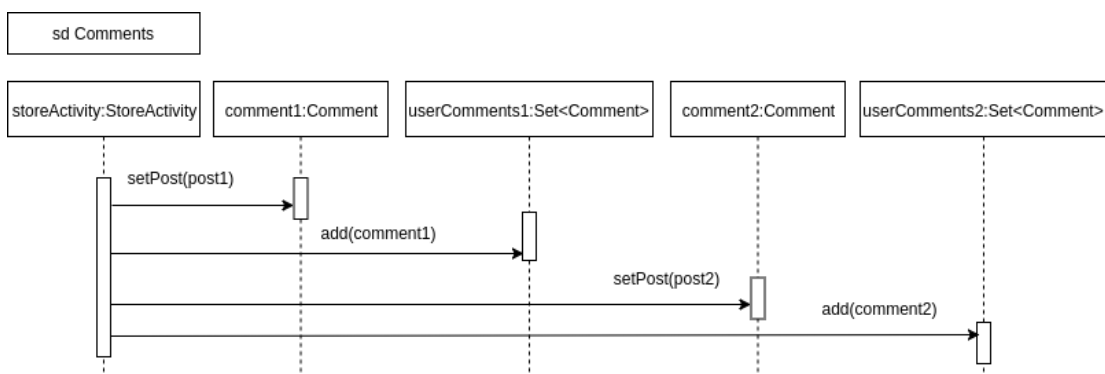 sd Comments
storeActivity:StoreActivity
comment1:Comment
userComments1:Set<Comment>
comment2:Comment
userComments2:Set<Comment>
setPost(post1)
add(comment1)
setPost(post2)
add(comment2)